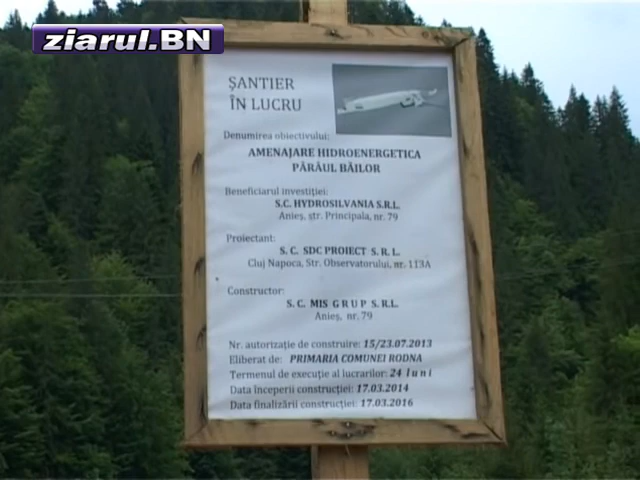 ziarul.BN
ȘANTIER
ÎN LUCRU
Denumirea obiectivului:
AMENAJARE HIDROENERGETICA
PÂRĂUL BĂILOR
Beneficiarul investiției:
S.C. HYDROSILVANIA S.R.L.
Anieș, str. Principala, nr. 79
Proiectant:
S. C. SDC PROIECT S. R. L.
Cluj Napoca, Str. Observatorului, nr. 113A
Constructor:
S. C. MIS GRUP S.R.L.
Anieș, nr. 79
Nr. autorizație de construire: 15/23.07.2013
Eliberat de: PRIMARIA COMUNEI RODNA
Termenul de execuție al lucrarilor: 24 luni
Data începerii construcției: 17.03.2014
Data finalizării construcției: 17.03.2016